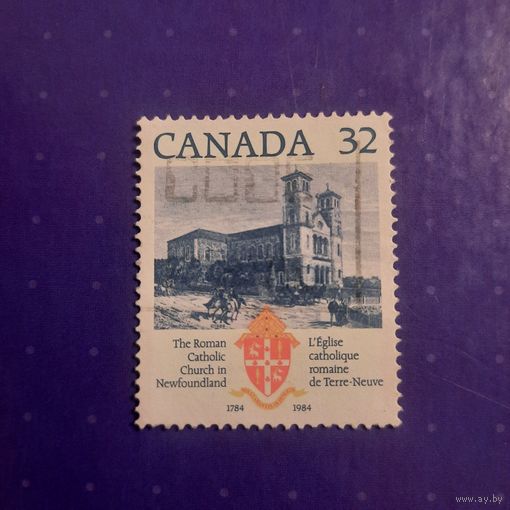 CANADA 32
The Roman
Catholic
Church in
Newfoundland
L'Église
catholique
romaine
de Terre-Neuve
1784 1984
www.ay.by